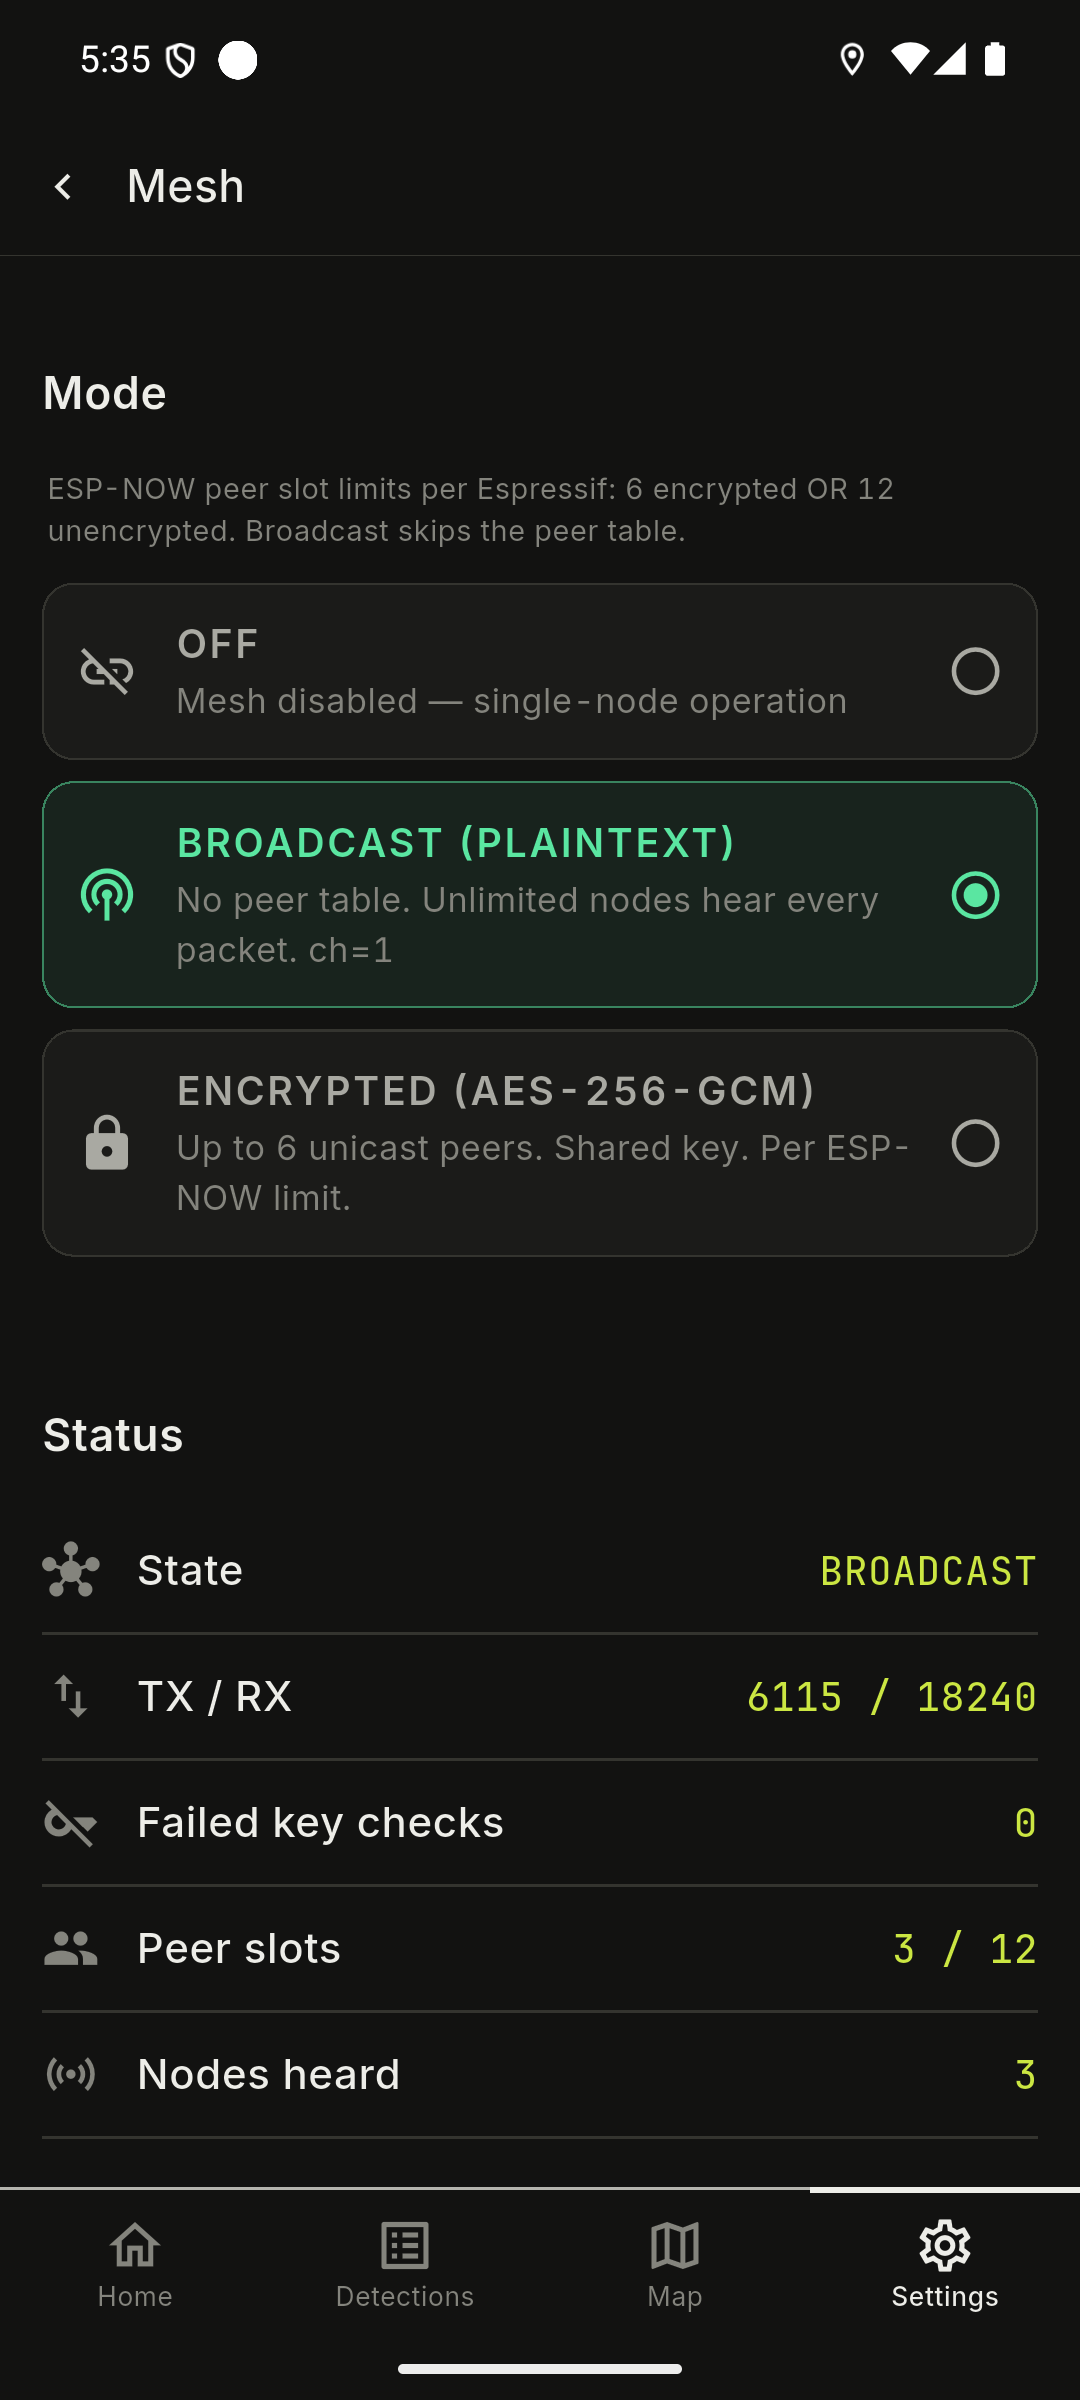 5:35
Mesh
Mode
ESP-NOW peer slot limits per Espressif: 6 encrypted OR 12
unencrypted. Broadcast skips the peer table.
OFF
Mesh disabled — single-node operation
BROADCAST (PLAINTEXT)
No peer table. Unlimited nodes hear every
packet. ch=1
ENCRYPTED (AES-256-GCM)
Up to 6 unicast peers. Shared key. Per ESP-
NOW limit.
Status
State BROADCAST
TX / RX 6115 / 18240
Failed key checks 0
Peer slots 3 / 12
Nodes heard 3
Home Detections Map Settings